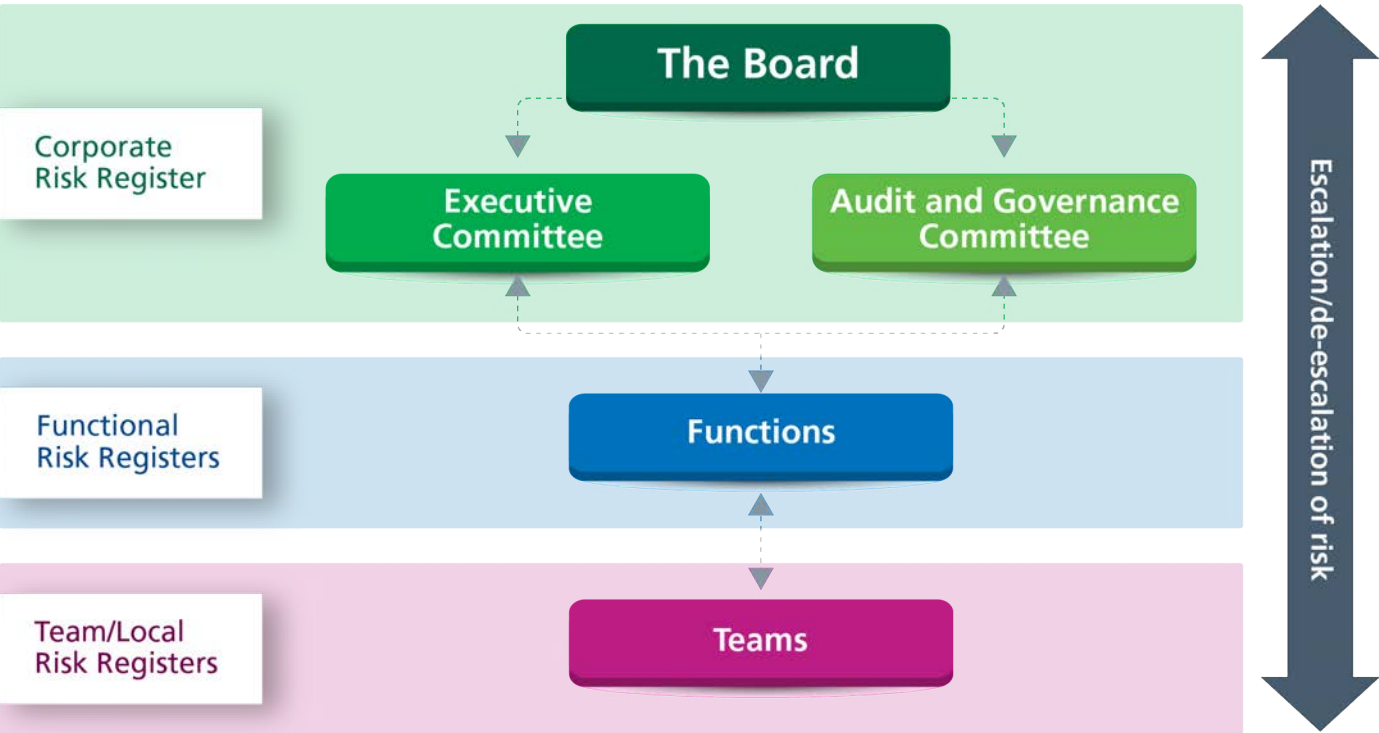 The Board
Corporate
Risk Register
Executive
Committee
Audit and Governance
Committee
Functional
Risk Registers
Functions
Team/Local
Risk Registers
Teams
Escalation/de-escalation of risk